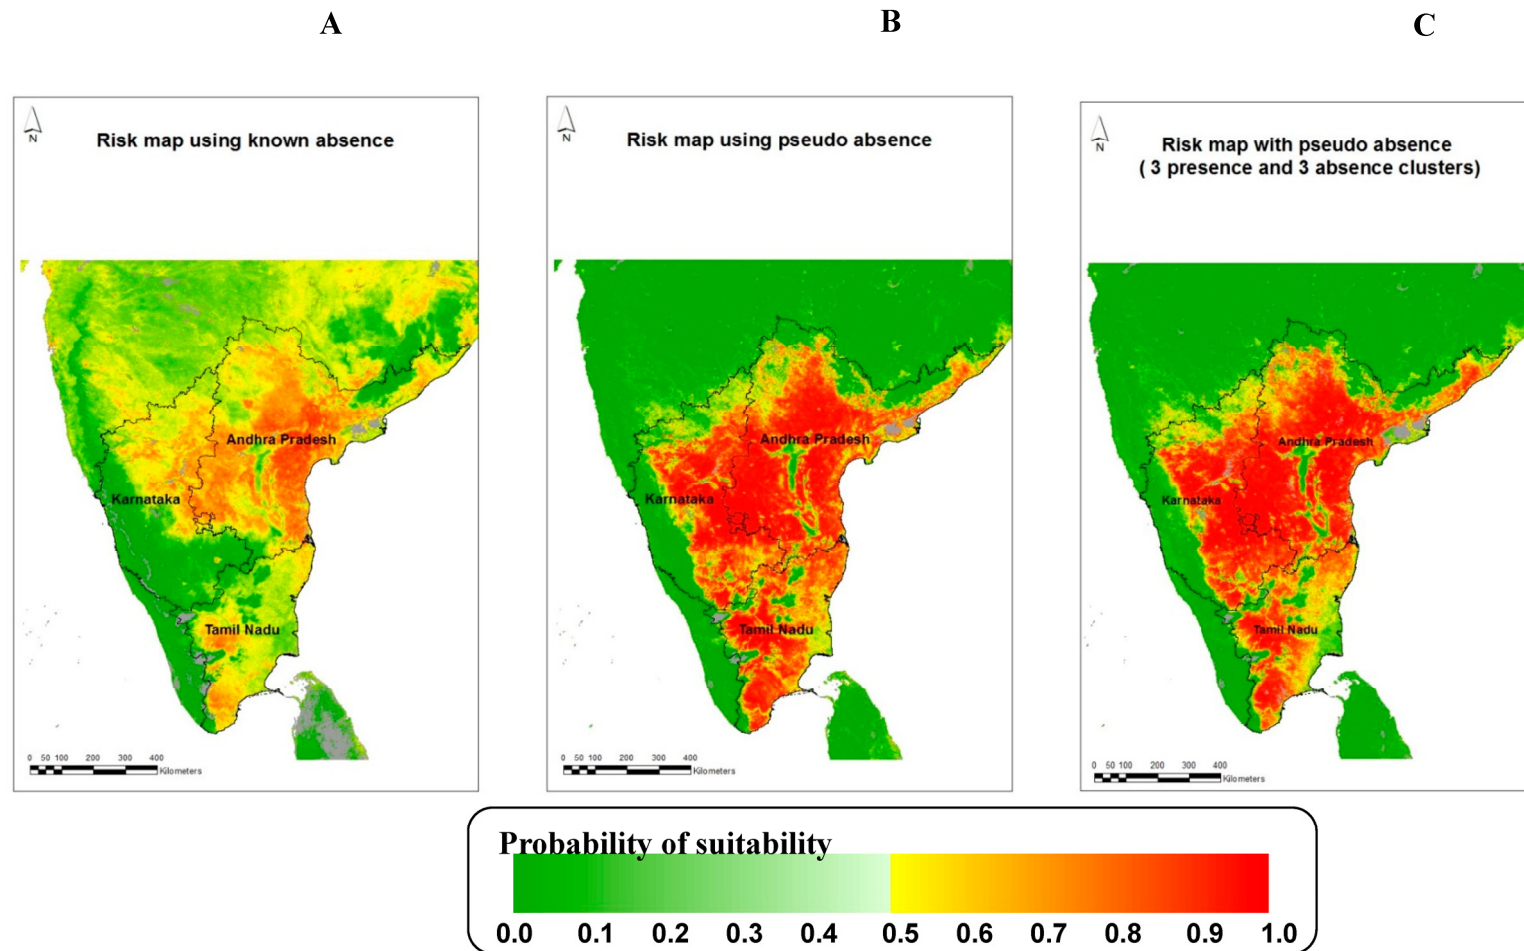 A
B
C
N
Risk map using known absence
Andhra Pradesh
Karnataka
Tamil Nadu
0 50 100 200 300 400
Kilometers
N
Risk map using pseudo absence
Andhra Pradesh
Karnataka
Tamil Nadu
0 50 100 200 300 400
Kilometers
N
Risk map with pseudo absence
( 3 presence and 3 absence clusters)
Andhra Pradesh
Karnataka
Tamil Nadu
0 50 100 200 300 400
Kilometers
Probability of suitability
0.0 0.1 0.2 0.3 0.4 0.5 0.6 0.7 0.8 0.9 1.0